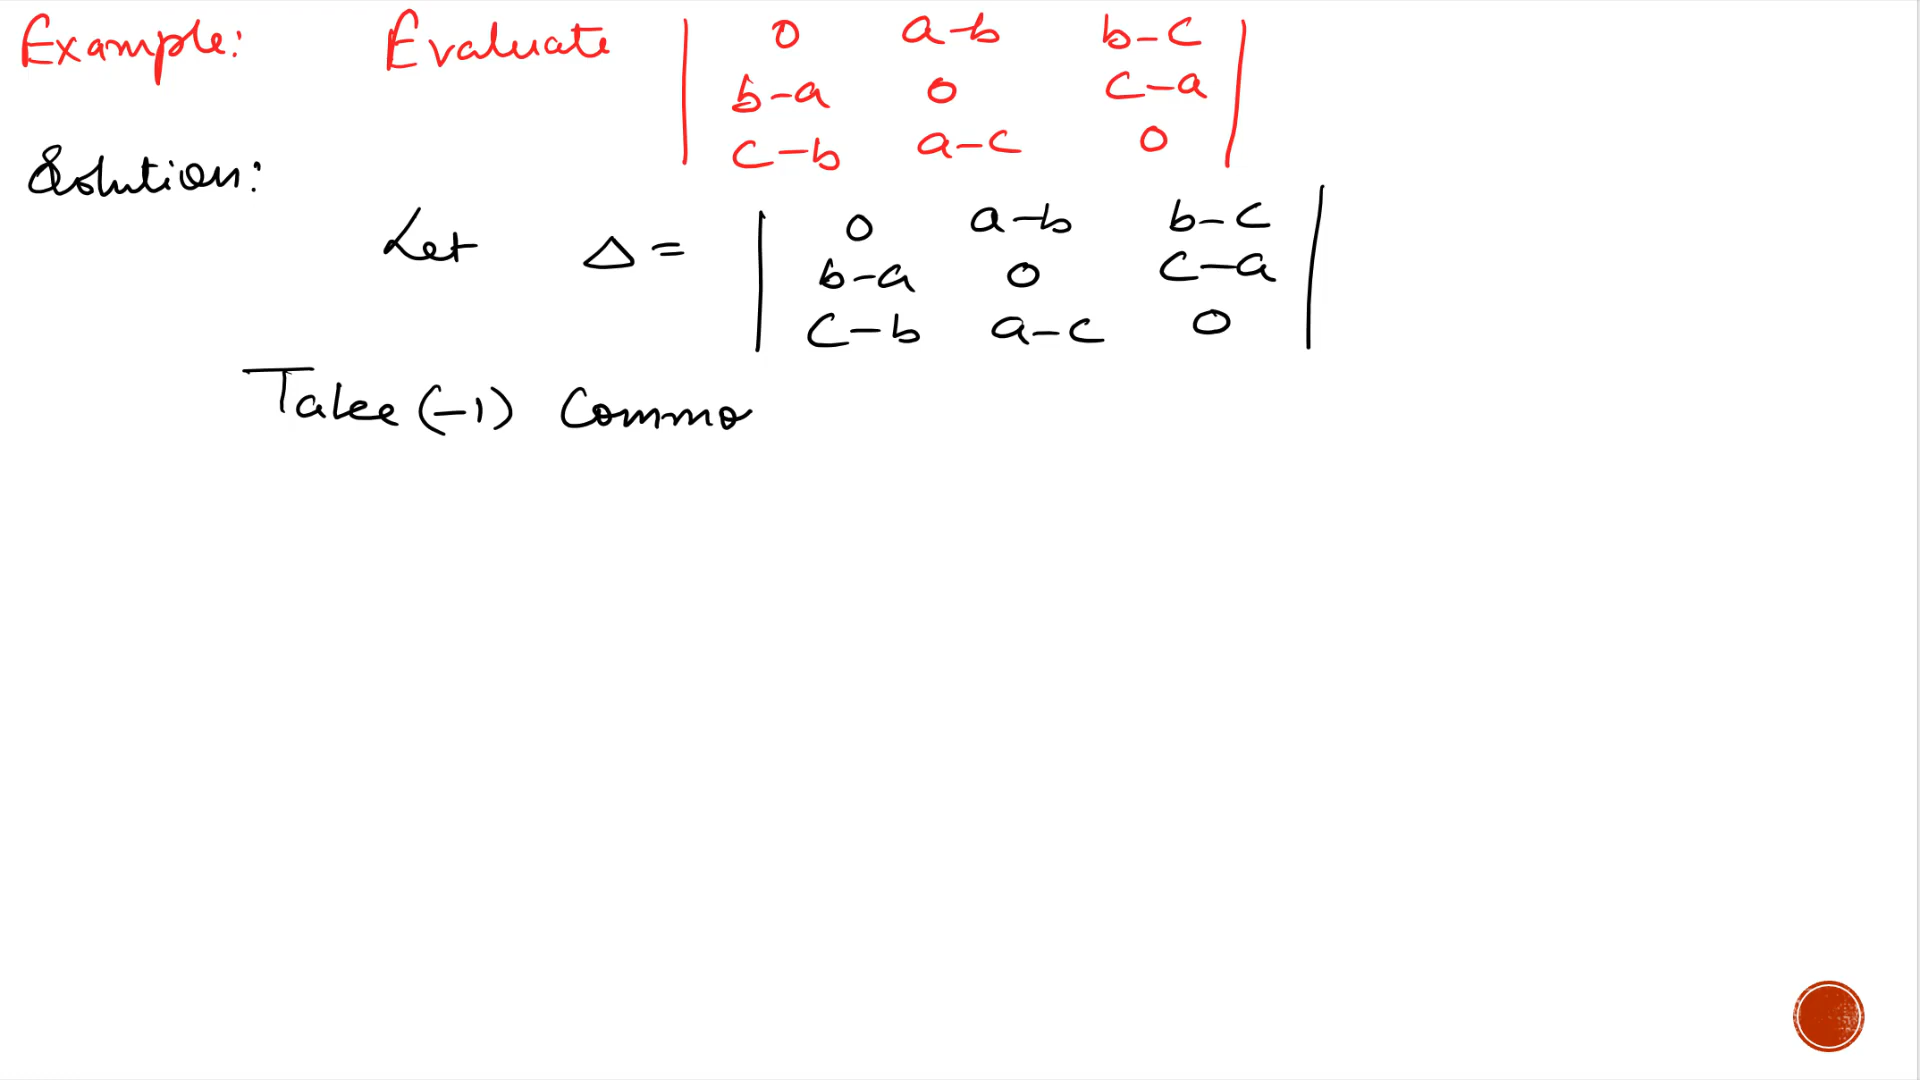 Example: Evaluate | 0 a-b b-c |
| b-a 0 c-a |
| c-b a-c 0 |
Solution:
Let Δ = | 0 a-b b-c |
| b-a 0 c-a |
| c-b a-c 0 |
Take (-1) Commo